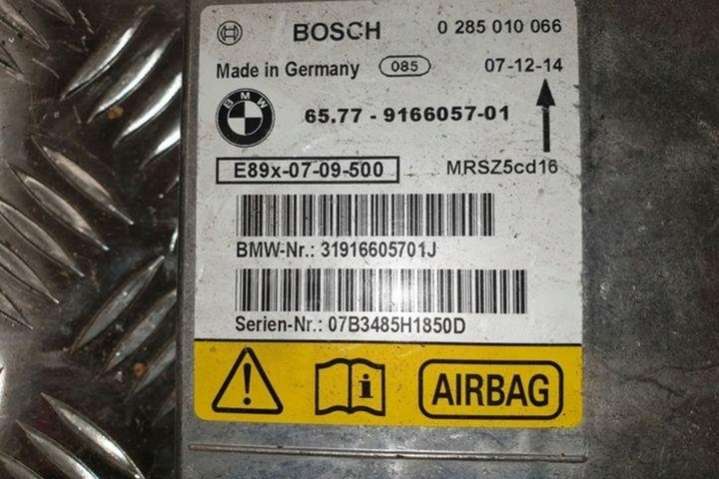 BOSCH 0 285 010 066
Made in Germany 085 07-12-14
BMW 65.77 - 9166057-01
E89x-07-09-500 MRSZ5cd16
BMW-Nr.: 31916605701J
Serien-Nr.: 07B3485H1850D
AIRBAG